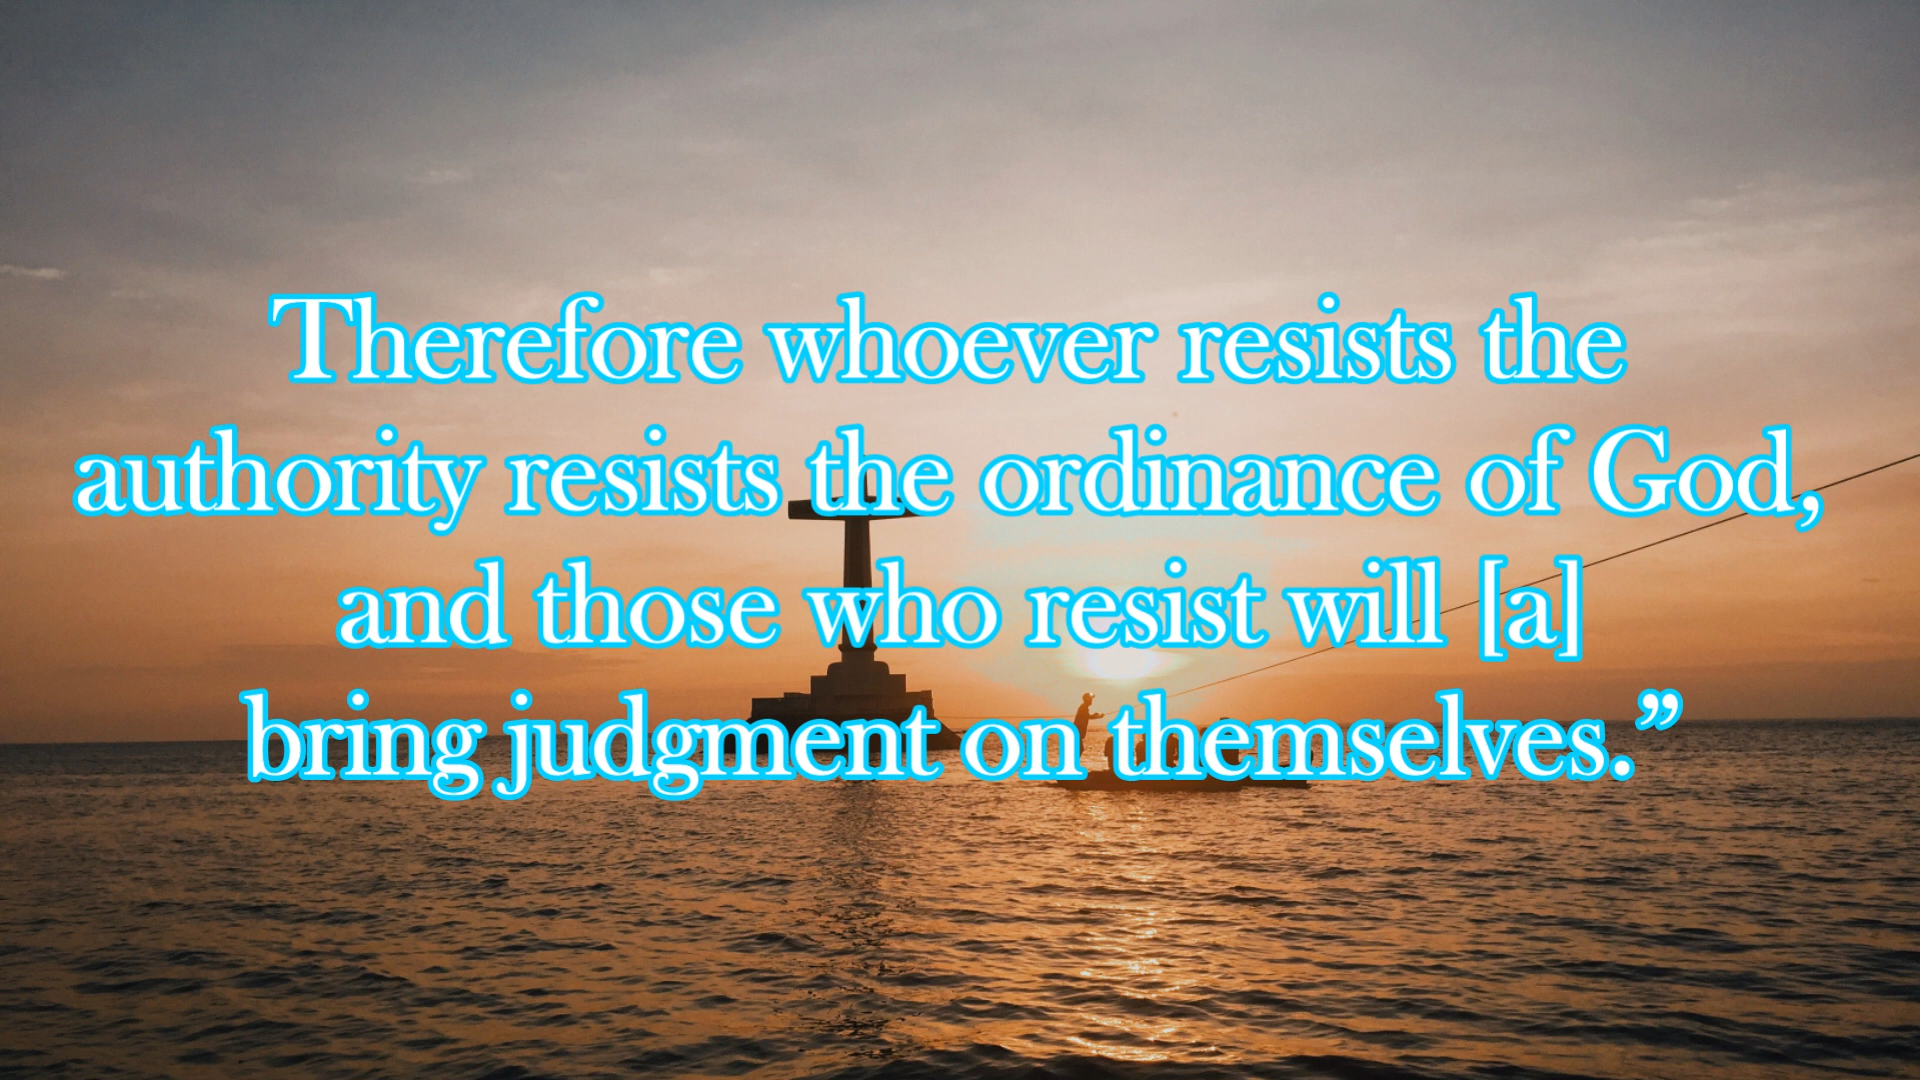 Therefore whoever resists the
authority resists the ordinance of God,
and those who resist will [a]
bring judgment on themselves.”